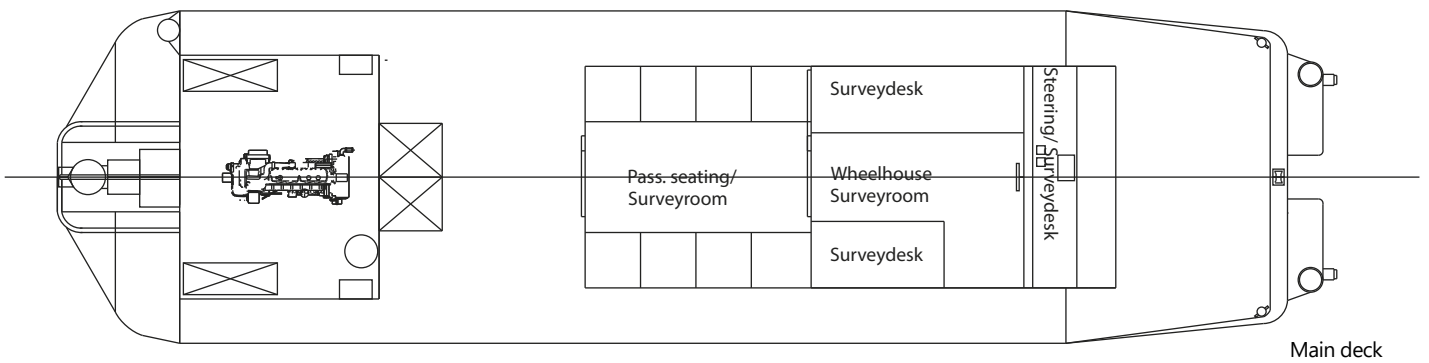 Surveydesk
Steering/ Surveydesk
Pass. seating/
Surveyroom
Wheelhouse
Surveyroom
Surveydesk
Main deck